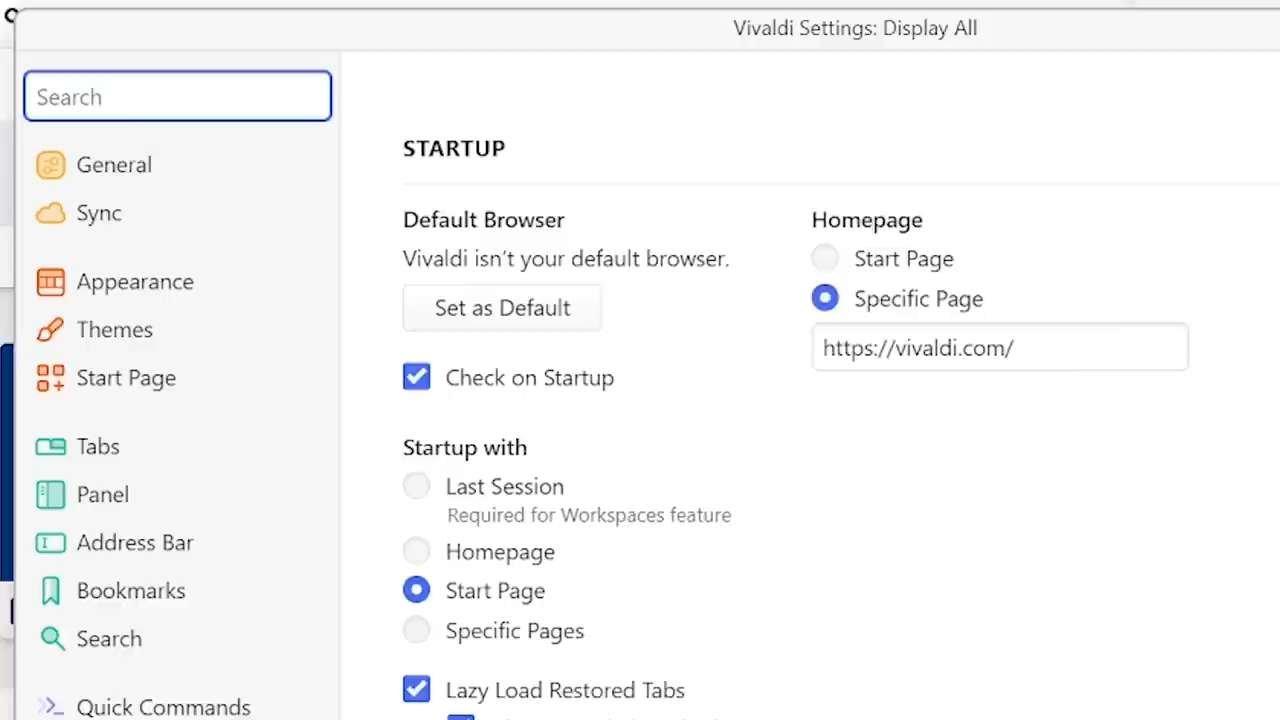 Vivaldi Settings: Display All
Search
General
Sync
Appearance
Themes
Start Page
Tabs
Panel
Address Bar
Bookmarks
Search
Quick Commands
STARTUP
Default Browser
Vivaldi isn't your default browser.
Set as Default
Check on Startup
Startup with
Last Session
Required for Workspaces feature
Homepage
Start Page
Specific Pages
Lazy Load Restored Tabs
Homepage
Start Page
Specific Page
https://vivaldi.com/